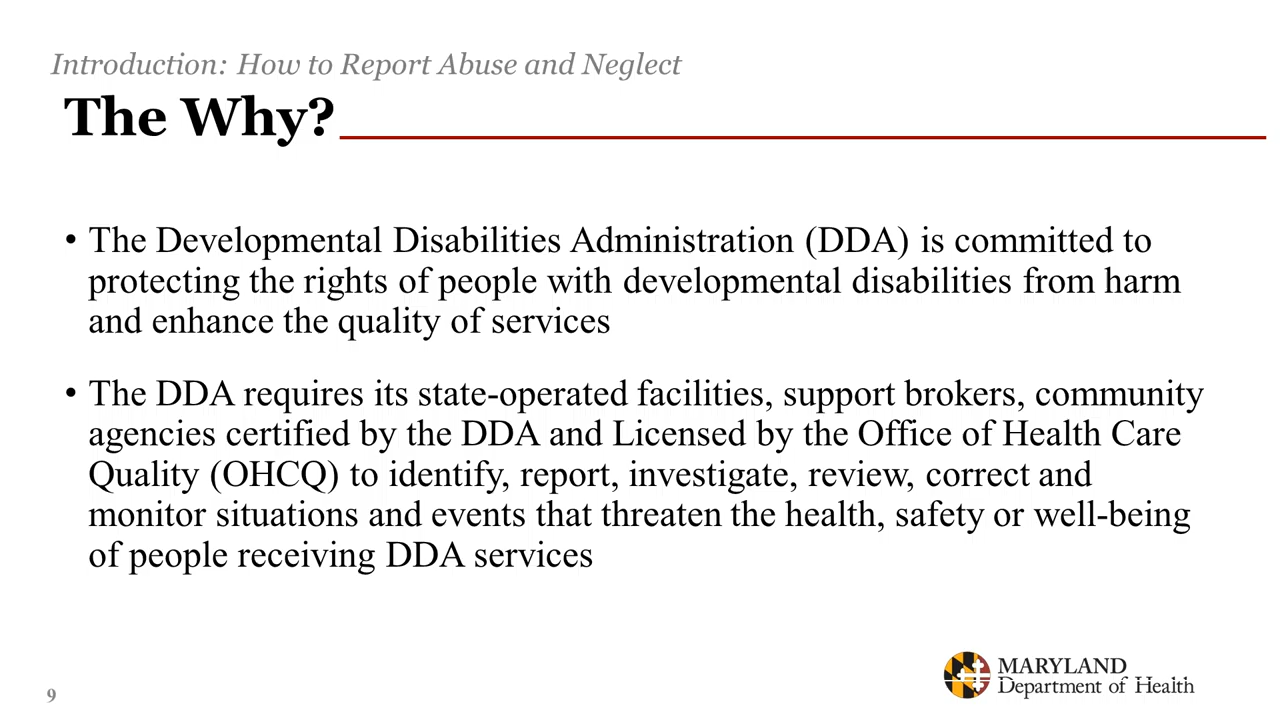 Introduction: How to Report Abuse and Neglect
The Why?
• The Developmental Disabilities Administration (DDA) is committed to
protecting the rights of people with developmental disabilities from harm
and enhance the quality of services
• The DDA requires its state-operated facilities, support brokers, community
agencies certified by the DDA and Licensed by the Office of Health Care
Quality (OHCQ) to identify, report, investigate, review, correct and
monitor situations and events that threaten the health, safety or well-being
of people receiving DDA services
MARYLAND
Department of Health
9